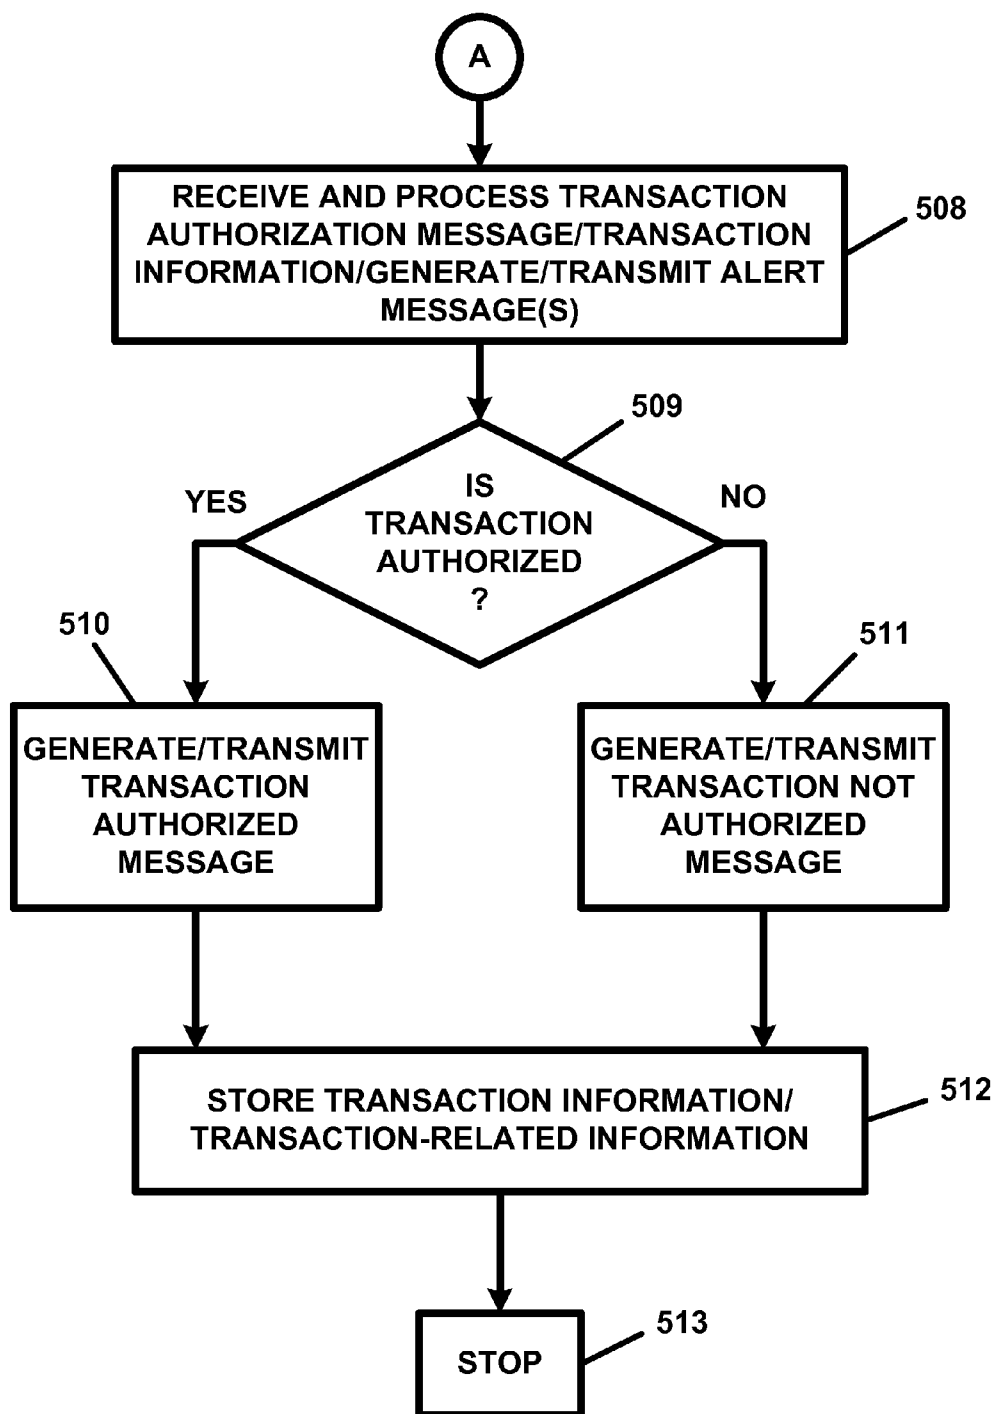 A
RECEIVE AND PROCESS TRANSACTION
AUTHORIZATION MESSAGE/TRANSACTION
INFORMATION/GENERATE/TRANSMIT ALERT
MESSAGE(S)
508
509
IS
TRANSACTION
AUTHORIZED
?
YES
NO
510
511
GENERATE/TRANSMIT
TRANSACTION
AUTHORIZED
MESSAGE
GENERATE/TRANSMIT
TRANSACTION NOT
AUTHORIZED
MESSAGE
STORE TRANSACTION INFORMATION/
TRANSACTION-RELATED INFORMATION
512
STOP
513